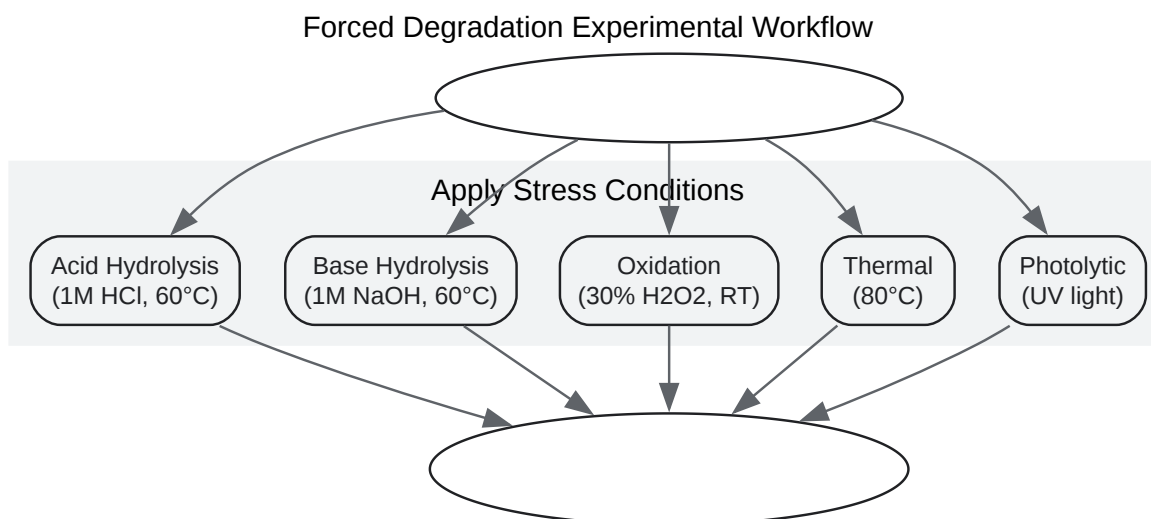 Forced Degradation Experimental Workflow
Apply Stress Conditions
Acid Hydrolysis
(1M HCl, 60°C)
Base Hydrolysis
(1M NaOH, 60°C)
Oxidation
(30% H2O2, RT)
Thermal
(80°C)
Photolytic
(UV light)